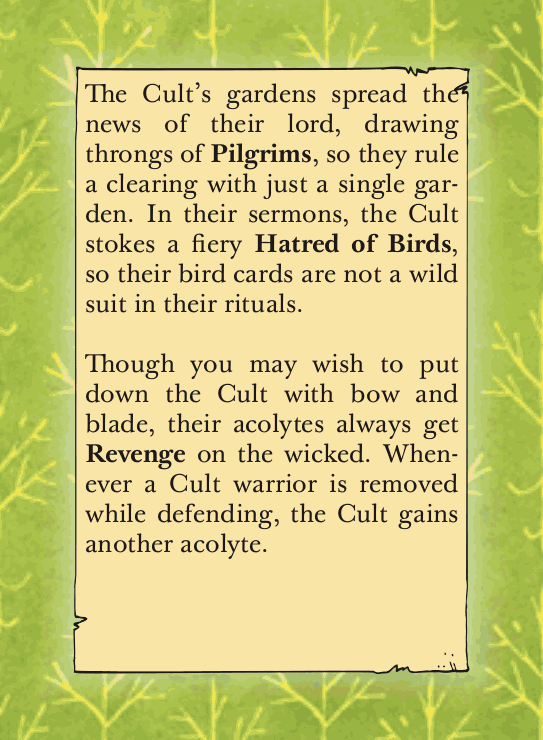 The Cult’s gardens spread the
news of their lord, drawing
throngs of Pilgrims, so they rule
a clearing with just a single gar-
den. In their sermons, the Cult
stokes a fiery Hatred of Birds,
so their bird cards are not a wild
suit in their rituals.
Though you may wish to put
down the Cult with bow and
blade, their acolytes always get
Revenge on the wicked. When-
ever a Cult warrior is removed
while defending, the Cult gains
another acolyte.